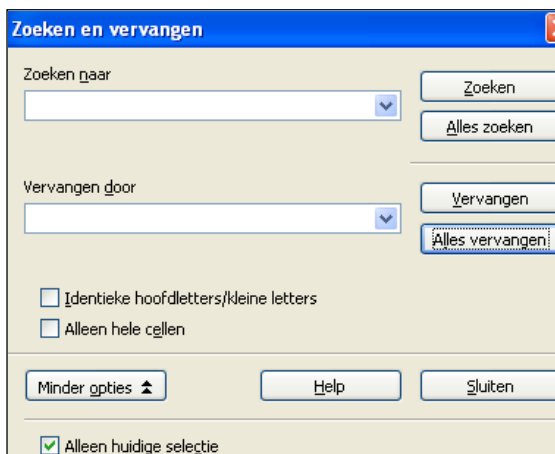 Zoeken en vervangen
Zoeken naar
Zoeken
Alles zoeken
Vervangen door
Vervangen
Alles vervangen
Identieke hoofdletters/kleine letters
Alleen hele cellen
Minder opties
Help
Sluiten
Alleen huidige selectie